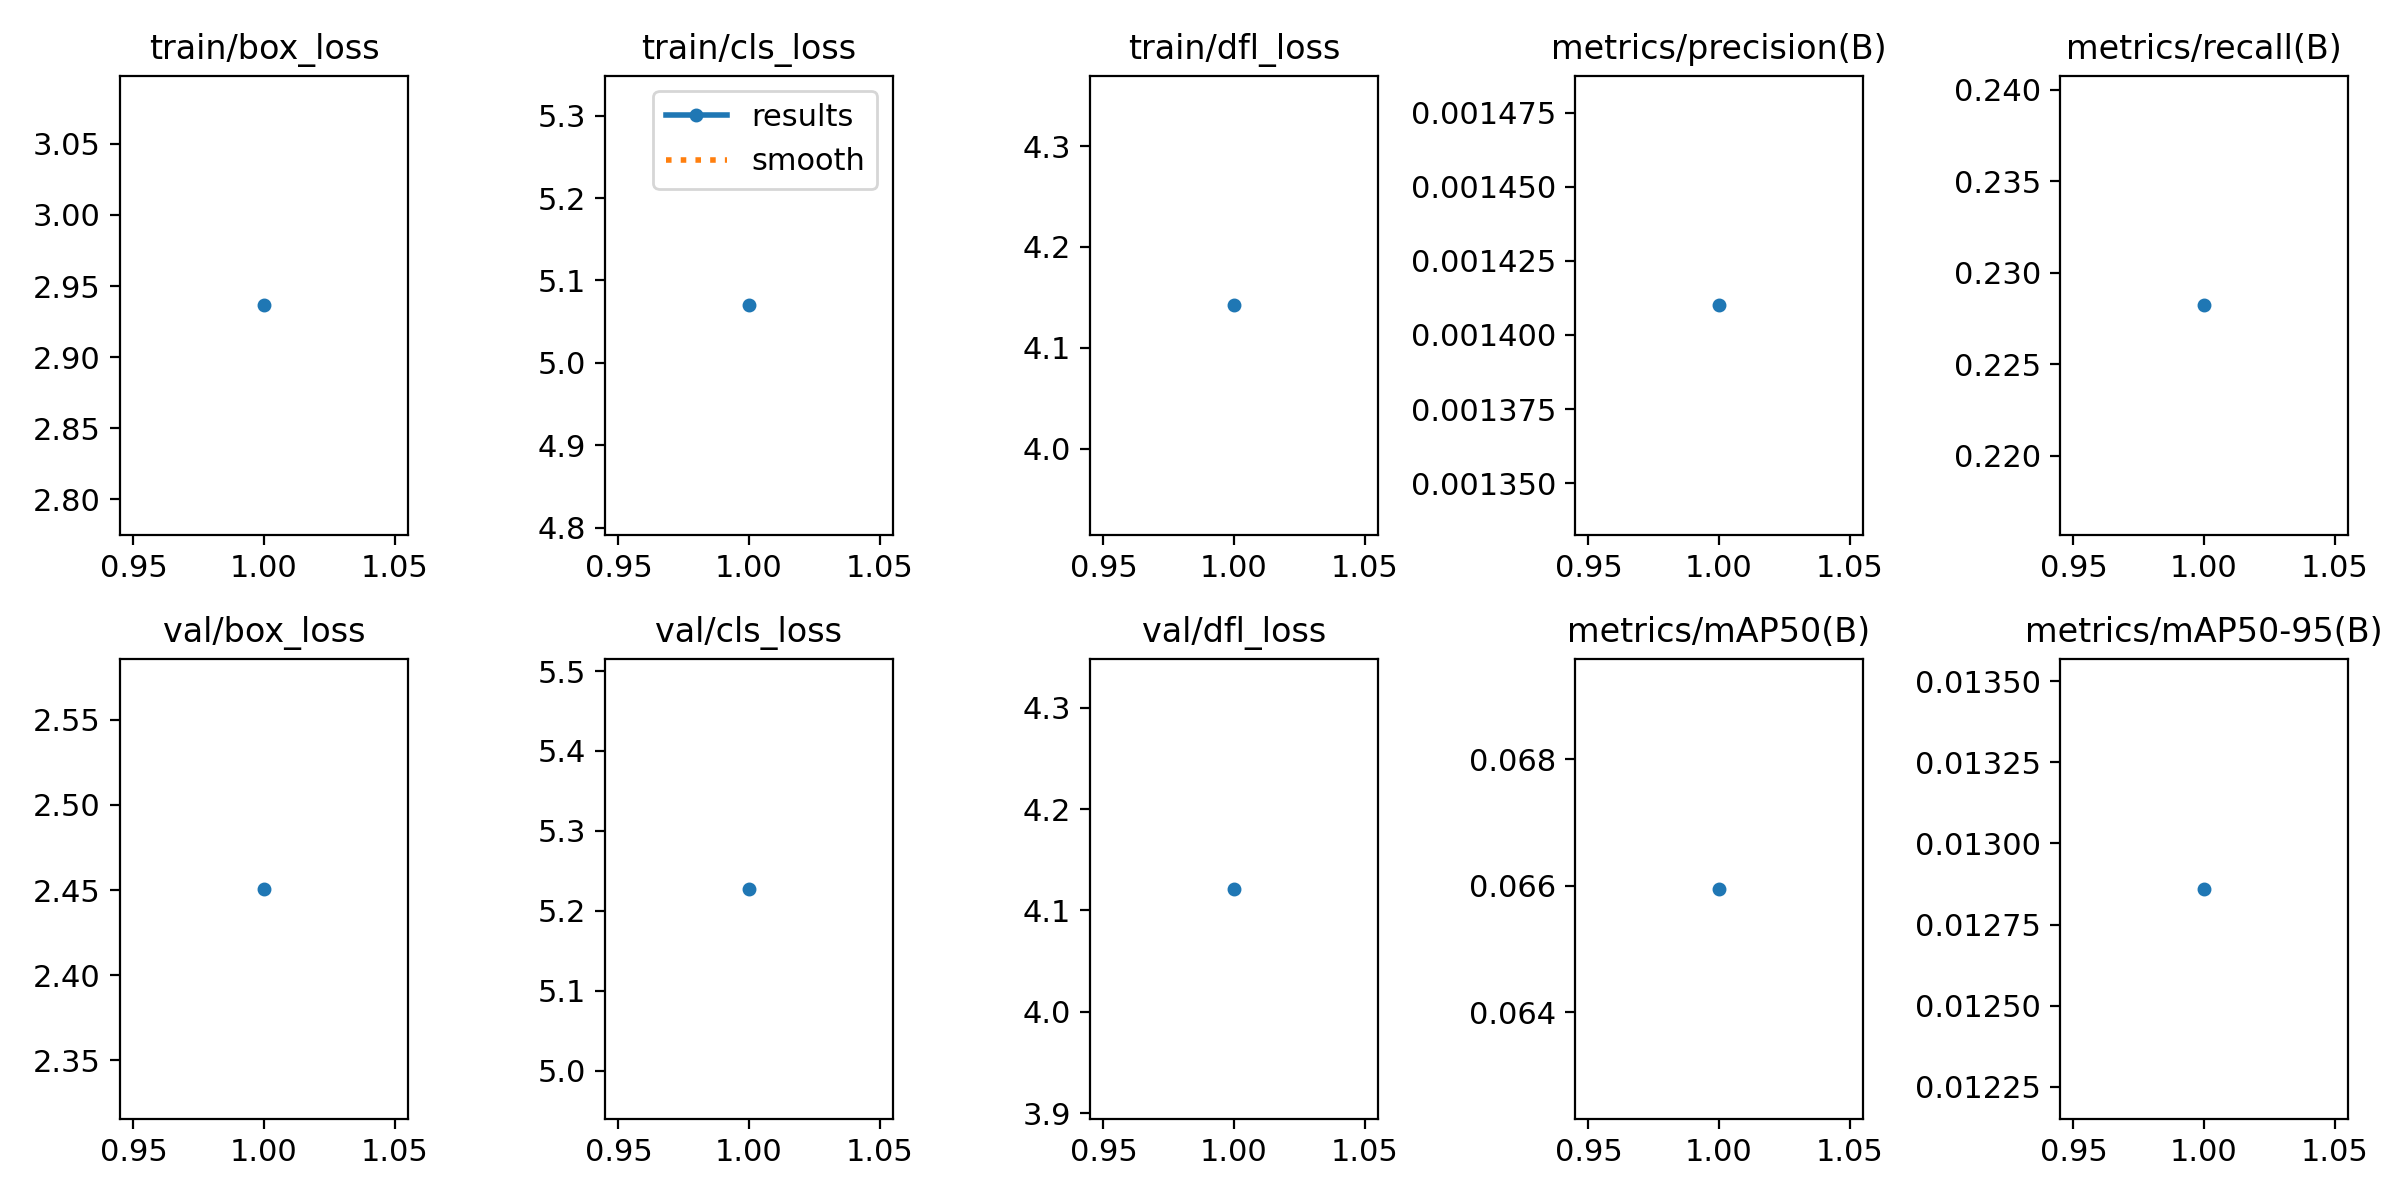 train/box_loss
3.05
3.00
2.95
2.90
2.85
2.80
0.95 1.00 1.05
train/cls_loss
results
smooth
5.3
5.2
5.1
5.0
4.9
4.8
0.95 1.00 1.05
train/dfl_loss
4.3
4.2
4.1
4.0
0.95 1.00 1.05
metrics/precision(B)
0.001475
0.001450
0.001425
0.001400
0.001375
0.001350
0.95 1.00 1.05
metrics/recall(B)
0.240
0.235
0.230
0.225
0.220
0.95 1.00 1.05
val/box_loss
2.55
2.50
2.45
2.40
2.35
0.95 1.00 1.05
val/cls_loss
5.5
5.4
5.3
5.2
5.1
5.0
0.95 1.00 1.05
val/dfl_loss
4.3
4.2
4.1
4.0
3.9
0.95 1.00 1.05
metrics/mAP50(B)
0.068
0.066
0.064
0.95 1.00 1.05
metrics/mAP50-95(B)
0.01350
0.01325
0.01300
0.01275
0.01250
0.01225
0.95 1.00 1.05